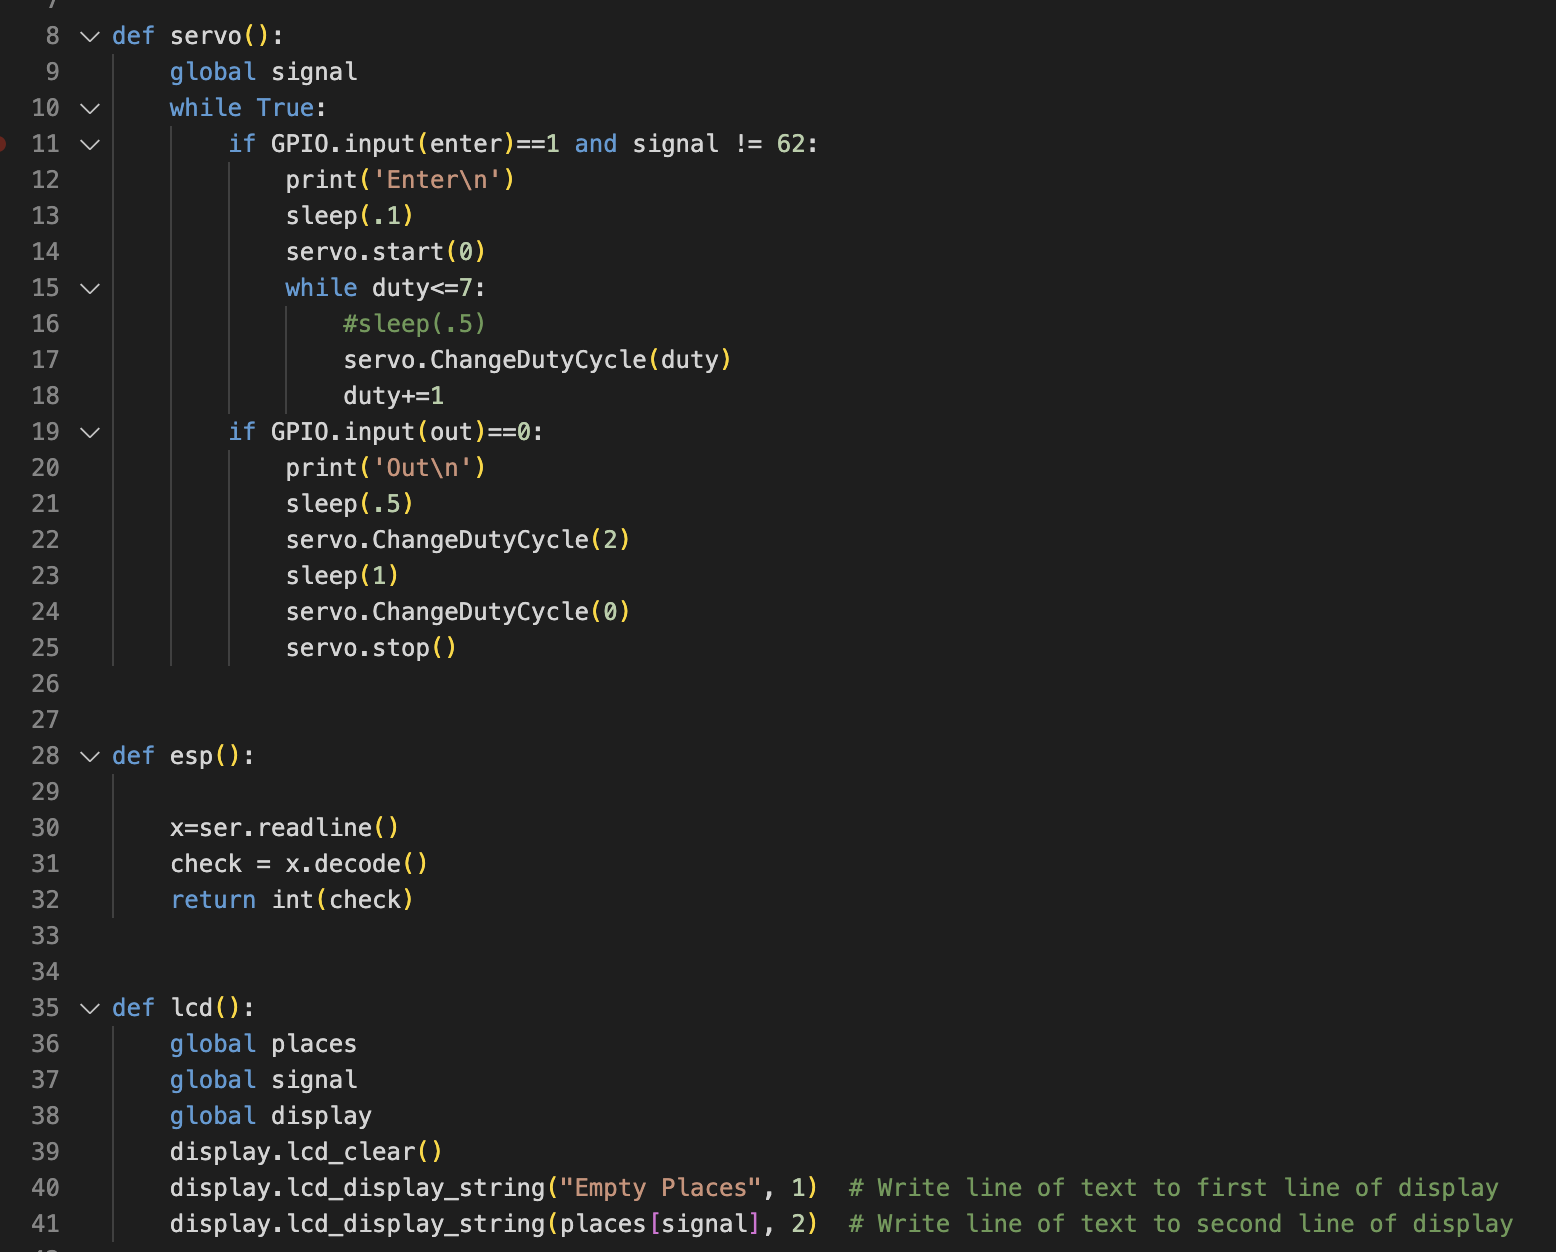 8 def servo():
9 global signal
10 while True:
11 if GPIO.input(enter)==1 and signal != 62:
12 print('Enter\n')
13 sleep(.1)
14 servo.start(0)
15 while duty<=7:
16 #sleep(.5)
17 servo.ChangeDutyCycle(duty)
18 duty+=1
19 if GPIO.input(out)==0:
20 print('Out\n')
21 sleep(.5)
22 servo.ChangeDutyCycle(2)
23 sleep(1)
24 servo.ChangeDutyCycle(0)
25 servo.stop()
26
27
28 def esp():
29
30 x=ser.readline()
31 check = x.decode()
32 return int(check)
33
34
35 def lcd():
36 global places
37 global signal
38 global display
39 display.lcd_clear()
40 display.lcd_display_string("Empty Places", 1)  # Write line of text to first line of display
41 display.lcd_display_string(places[signal], 2)  # Write line of text to second line of display